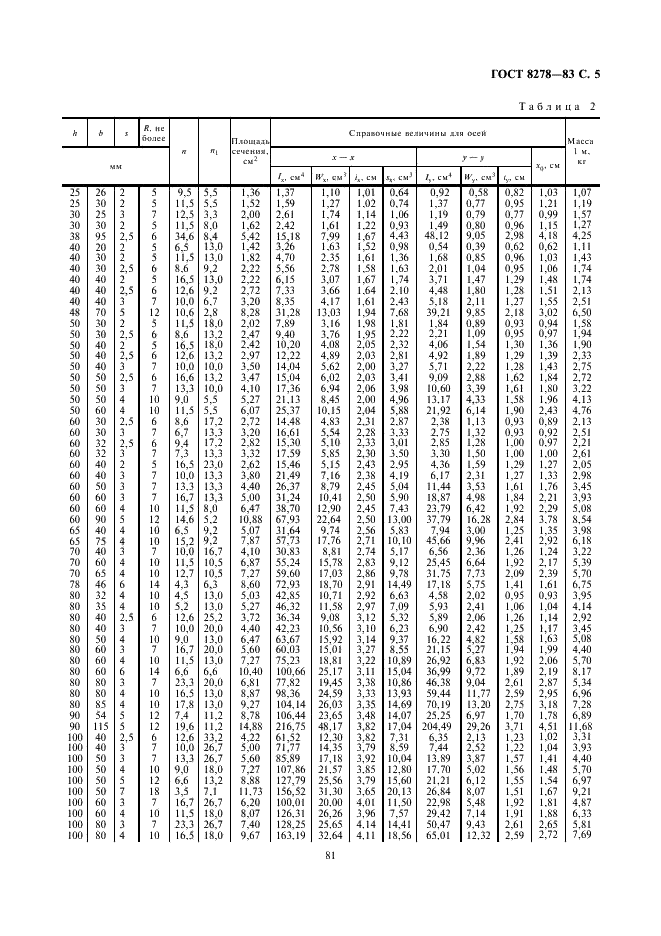 ГОСТ 8278—83 С. 5
Таблица 2
h b s R, не более n n₁ Площадь сечения, см² Справочные величины для осей Масса 1 м, кг
мм x — x y — y x₀, см
Iₓ, см⁴ Wₓ, см³ iₓ, см sₓ, см³ I_y, см⁴ W_y, см³ i_y, см
25 26 2 5 9,5 5,5 1,36 1,37 1,10 1,01 0,64 0,92 0,58 0,82 1,03 1,07
25 30 2 5 11,5 5,5 1,52 1,59 1,27 1,02 0,74 1,37 0,77 0,95 1,21 1,19
30 25 3 7 12,5 3,3 2,00 2,61 1,74 1,14 1,06 1,19 0,79 0,77 0,99 1,57
30 30 2 5 11,5 8,0 1,62 2,42 1,61 1,22 0,93 1,49 0,80 0,96 1,15 1,27
38 95 2,5 6 34,6 8,4 5,42 15,18 7,99 1,67 4,43 48,12 9,05 2,98 4,18 4,25
40 20 2 5 6,5 13,0 1,42 3,26 1,63 1,52 0,98 0,54 0,39 0,62 0,62 1,11
40 30 2 5 11,5 13,0 1,82 4,70 2,35 1,61 1,36 1,68 0,85 0,96 1,03 1,43
40 30 2,5 6 8,6 9,2 2,22 5,56 2,78 1,58 1,63 2,01 1,04 0,95 1,06 1,74
40 40 2 5 16,5 13,0 2,22 6,15 3,07 1,67 1,74 3,71 1,47 1,29 1,48 1,74
40 40 2,5 6 12,6 9,2 2,72 7,33 3,66 1,64 2,10 4,48 1,80 1,28 1,51 2,13
40 40 3 7 10,0 6,7 3,20 8,35 4,17 1,61 2,43 5,18 2,11 1,27 1,55 2,51
48 70 5 12 10,6 2,8 8,28 31,28 13,03 1,94 7,68 39,21 9,85 2,18 3,02 6,50
50 30 2 5 11,5 18,0 2,02 7,89 3,16 1,98 1,81 1,84 0,89 0,93 0,94 1,58
50 30 2,5 6 8,6 13,2 2,47 9,40 3,76 1,95 2,22 2,21 1,09 0,95 0,97 1,94
50 40 2 5 16,5 18,0 2,42 10,20 4,08 2,05 2,32 4,06 1,54 1,30 1,36 1,90
50 40 2,5 6 12,6 13,2 2,97 12,22 4,89 2,03 2,81 4,92 1,89 1,29 1,39 2,33
50 40 3 7 10,0 10,0 3,50 14,04 5,62 2,00 3,27 5,71 2,22 1,28 1,43 2,75
50 50 2,5 6 16,6 13,2 3,47 15,04 6,02 2,03 3,41 9,09 2,88 1,62 1,84 2,72
50 50 3 7 13,3 10,0 4,10 17,36 6,94 2,06 3,98 10,60 3,39 1,61 1,80 3,22
50 50 4 10 9,0 5,5 5,27 21,13 8,45 2,00 4,96 13,17 4,33 1,58 1,96 4,13
50 60 4 10 11,5 5,5 6,07 25,37 10,15 2,04 5,88 21,92 6,14 1,90 2,43 4,76
60 30 2,5 6 8,6 17,2 2,72 14,48 4,83 2,31 2,87 2,38 1,13 0,93 0,89 2,13
60 30 3 7 6,7 13,3 3,20 16,61 5,54 2,28 3,33 2,75 1,32 0,93 0,92 2,51
60 32 2,5 6 9,4 17,2 2,82 15,30 5,10 2,33 3,01 2,85 1,28 1,00 0,97 2,21
60 32 3 7 7,3 13,3 3,32 17,59 5,85 2,30 3,50 3,30 1,50 1,00 1,00 2,61
60 40 2 5 16,5 23,0 2,62 15,46 5,15 2,43 2,95 4,36 1,59 1,29 1,27 2,05
60 40 3 7 10,0 13,3 3,80 21,49 7,16 2,38 4,19 6,17 2,31 1,27 1,33 2,98
60 50 3 7 13,3 13,3 4,40 26,37 8,79 2,45 5,04 11,44 3,53 1,61 1,76 3,45
60 60 3 7 16,7 13,3 5,00 31,24 10,41 2,50 5,90 18,87 4,98 1,84 2,21 3,93
60 60 4 10 11,5 8,0 6,47 38,70 12,90 2,45 7,43 23,79 6,42 1,92 2,29 5,08
60 90 5 12 14,6 5,2 10,88 67,93 22,64 2,50 13,00 37,79 16,28 2,84 3,78 8,54
65 40 4 10 6,5 9,2 5,07 31,64 9,74 2,56 5,83 7,94 3,00 1,25 1,35 3,98
65 75 4 10 15,2 9,2 7,87 57,73 17,76 2,71 10,10 45,66 9,96 2,41 2,92 6,18
70 40 3 7 10,0 16,7 4,10 30,83 8,81 2,74 5,17 6,56 2,36 1,26 1,24 3,22
70 60 4 10 11,5 10,5 6,87 55,24 15,78 2,83 9,12 25,45 6,64 1,92 2,17 5,39
70 65 4 10 12,7 10,5 7,27 59,60 17,03 2,86 9,78 31,75 7,73 2,09 2,39 5,70
78 46 6 14 4,3 6,3 8,60 72,93 18,70 2,91 14,49 17,18 5,75 1,41 1,61 6,75
80 32 4 10 4,5 13,0 5,03 42,85 10,71 2,92 6,63 4,58 2,02 0,95 0,93 3,95
80 35 4 10 5,2 13,0 5,27 46,32 11,58 2,97 7,09 5,93 2,41 1,06 1,04 4,14
80 40 2,5 6 12,6 25,2 3,72 36,34 9,08 3,12 5,32 5,89 2,06 1,26 1,14 2,92
80 40 3 7 10,0 20,0 4,40 42,23 10,56 3,10 6,23 6,90 2,42 1,25 1,17 3,45
80 50 4 10 9,0 13,0 6,47 63,67 15,92 3,14 9,37 16,22 4,82 1,58 1,63 5,08
80 60 3 7 16,7 20,0 5,60 60,03 15,01 3,27 8,55 21,15 5,27 1,94 1,99 4,40
80 60 4 10 11,5 13,0 7,27 75,23 18,81 3,22 10,89 26,92 6,83 1,92 2,06 5,70
80 60 6 14 6,6 6,6 10,40 100,66 25,17 3,11 15,04 36,99 9,72 1,89 2,19 8,17
80 80 3 7 23,3 20,0 6,81 77,82 19,45 3,38 10,86 46,38 9,04 2,61 2,87 5,34
80 80 4 10 16,5 13,0 8,87 98,36 24,59 3,33 13,93 59,44 11,77 2,59 2,95 6,96
80 85 4 10 17,8 13,0 9,27 104,14 26,03 3,35 14,69 70,19 13,20 2,75 3,18 7,28
90 54 5 12 7,4 11,2 8,78 106,44 23,65 3,48 14,07 25,25 6,97 1,70 1,78 6,89
90 115 5 12 19,6 11,2 14,88 216,75 48,17 3,82 17,04 204,49 29,26 3,71 4,51 11,68
100 40 2,5 6 12,6 33,2 4,22 61,52 12,30 3,82 7,31 6,35 2,13 1,23 1,02 3,31
100 40 3 7 10,0 26,7 5,00 71,77 14,35 3,79 8,59 7,44 2,52 1,22 1,04 3,93
100 50 3 7 13,3 26,7 5,60 85,89 17,18 3,92 10,04 13,89 3,87 1,57 1,41 4,40
100 50 4 10 9,0 18,0 7,27 107,86 21,57 3,85 12,80 17,70 5,02 1,56 1,48 5,70
100 50 5 12 6,6 13,2 8,88 127,79 25,56 3,79 15,60 21,21 6,12 1,55 1,54 6,97
100 50 7 18 3,5 7,1 11,73 156,52 31,30 3,65 20,13 26,84 8,07 1,51 1,67 9,21
100 60 3 7 16,7 26,7 6,20 100,01 20,00 4,01 11,50 22,98 5,48 1,92 1,81 4,87
100 60 4 10 11,5 18,0 8,07 126,31 26,26 3,96 7,57 29,42 7,14 1,91 1,88 6,33
100 80 3 7 23,3 26,7 7,40 128,25 25,65 4,14 14,41 50,47 9,43 2,61 2,65 5,81
100 80 4 10 16,5 18,0 9,67 163,19 32,64 4,11 18,56 65,01 12,32 2,59 2,72 7,69
81